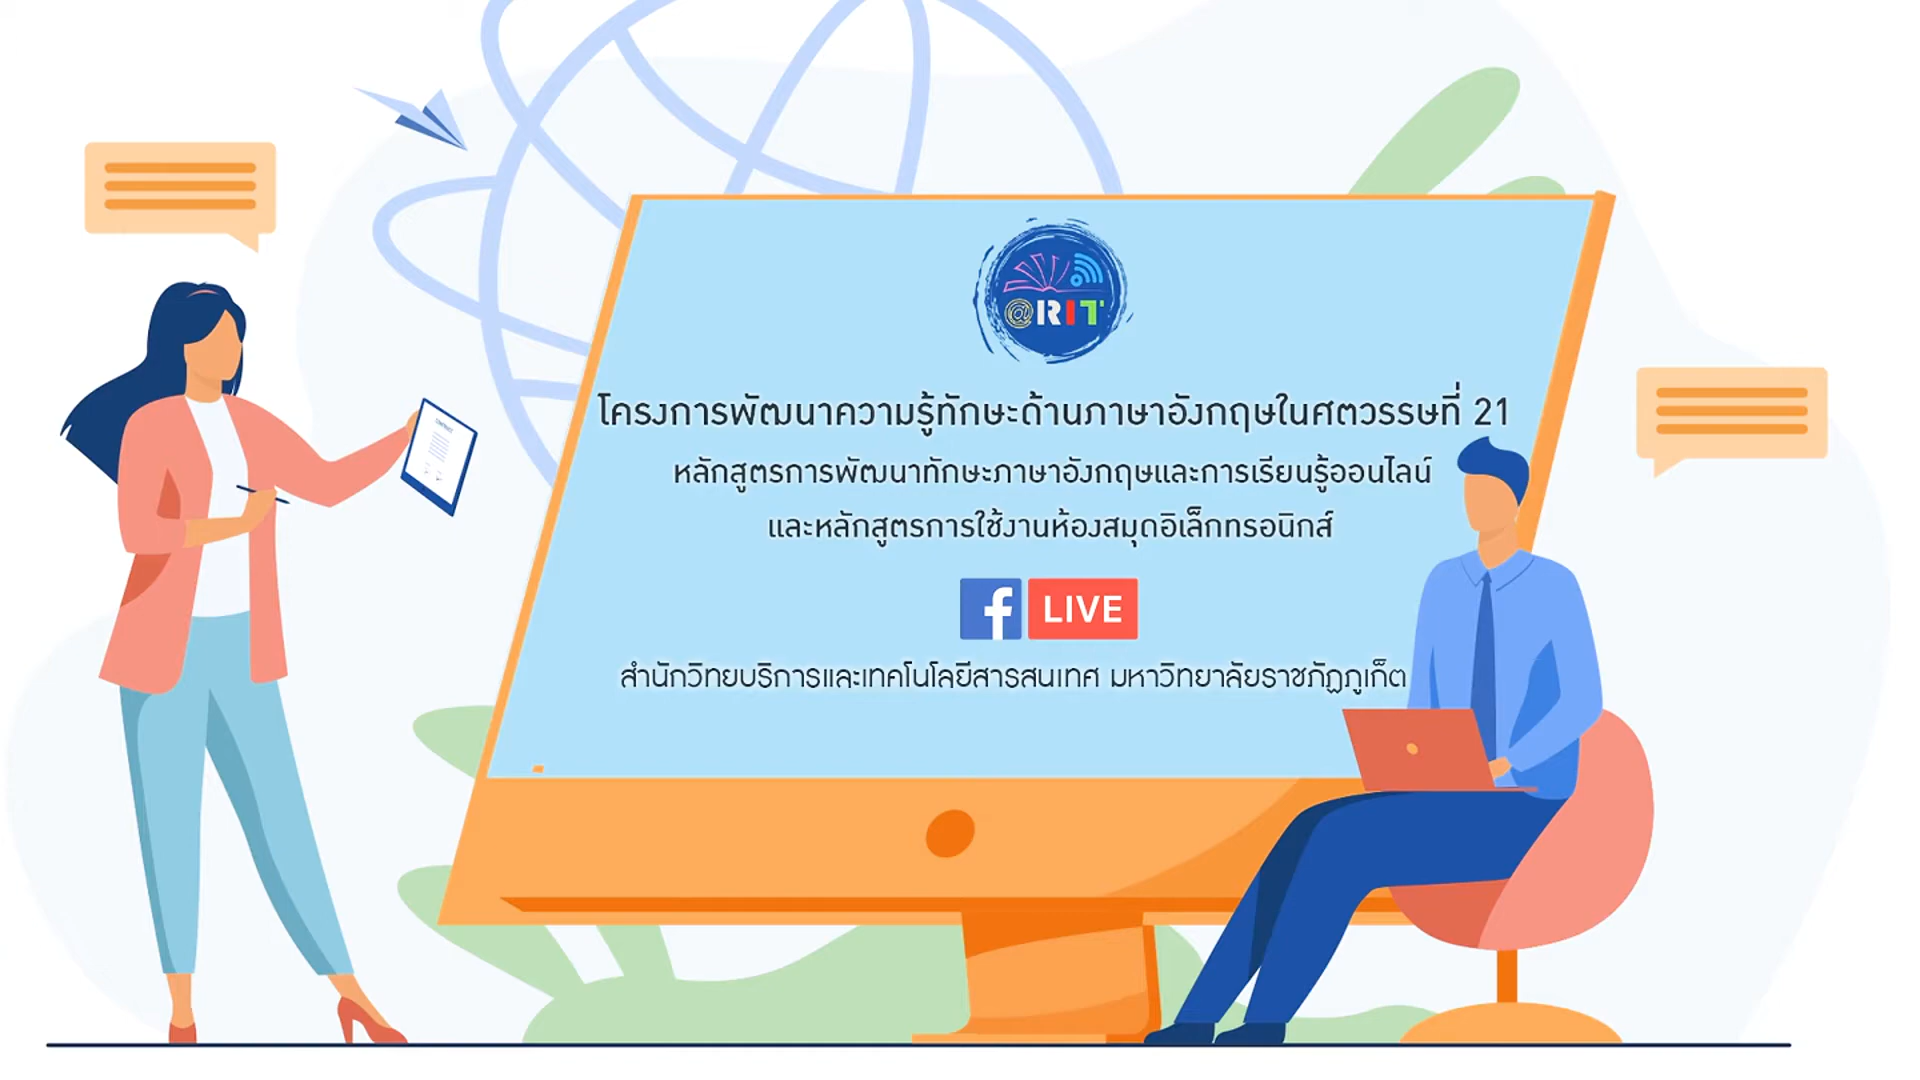 @RIT
โครงการพัฒนาความรู้ทักษะด้านภาษาอังกฤษในศตวรรษที่ 21
หลักสูตรการพัฒนาทักษะภาษาอังกฤษและการเรียนรู้ออนไลน์
และหลักสูตรการใช้งานห้องสมุดอิเล็กทรอนิกส์
f LIVE
สำนักวิทยบริการและเทคโนโลยีสารสนเทศ มหาวิทยาลัยราชภัฏภูเก็ต